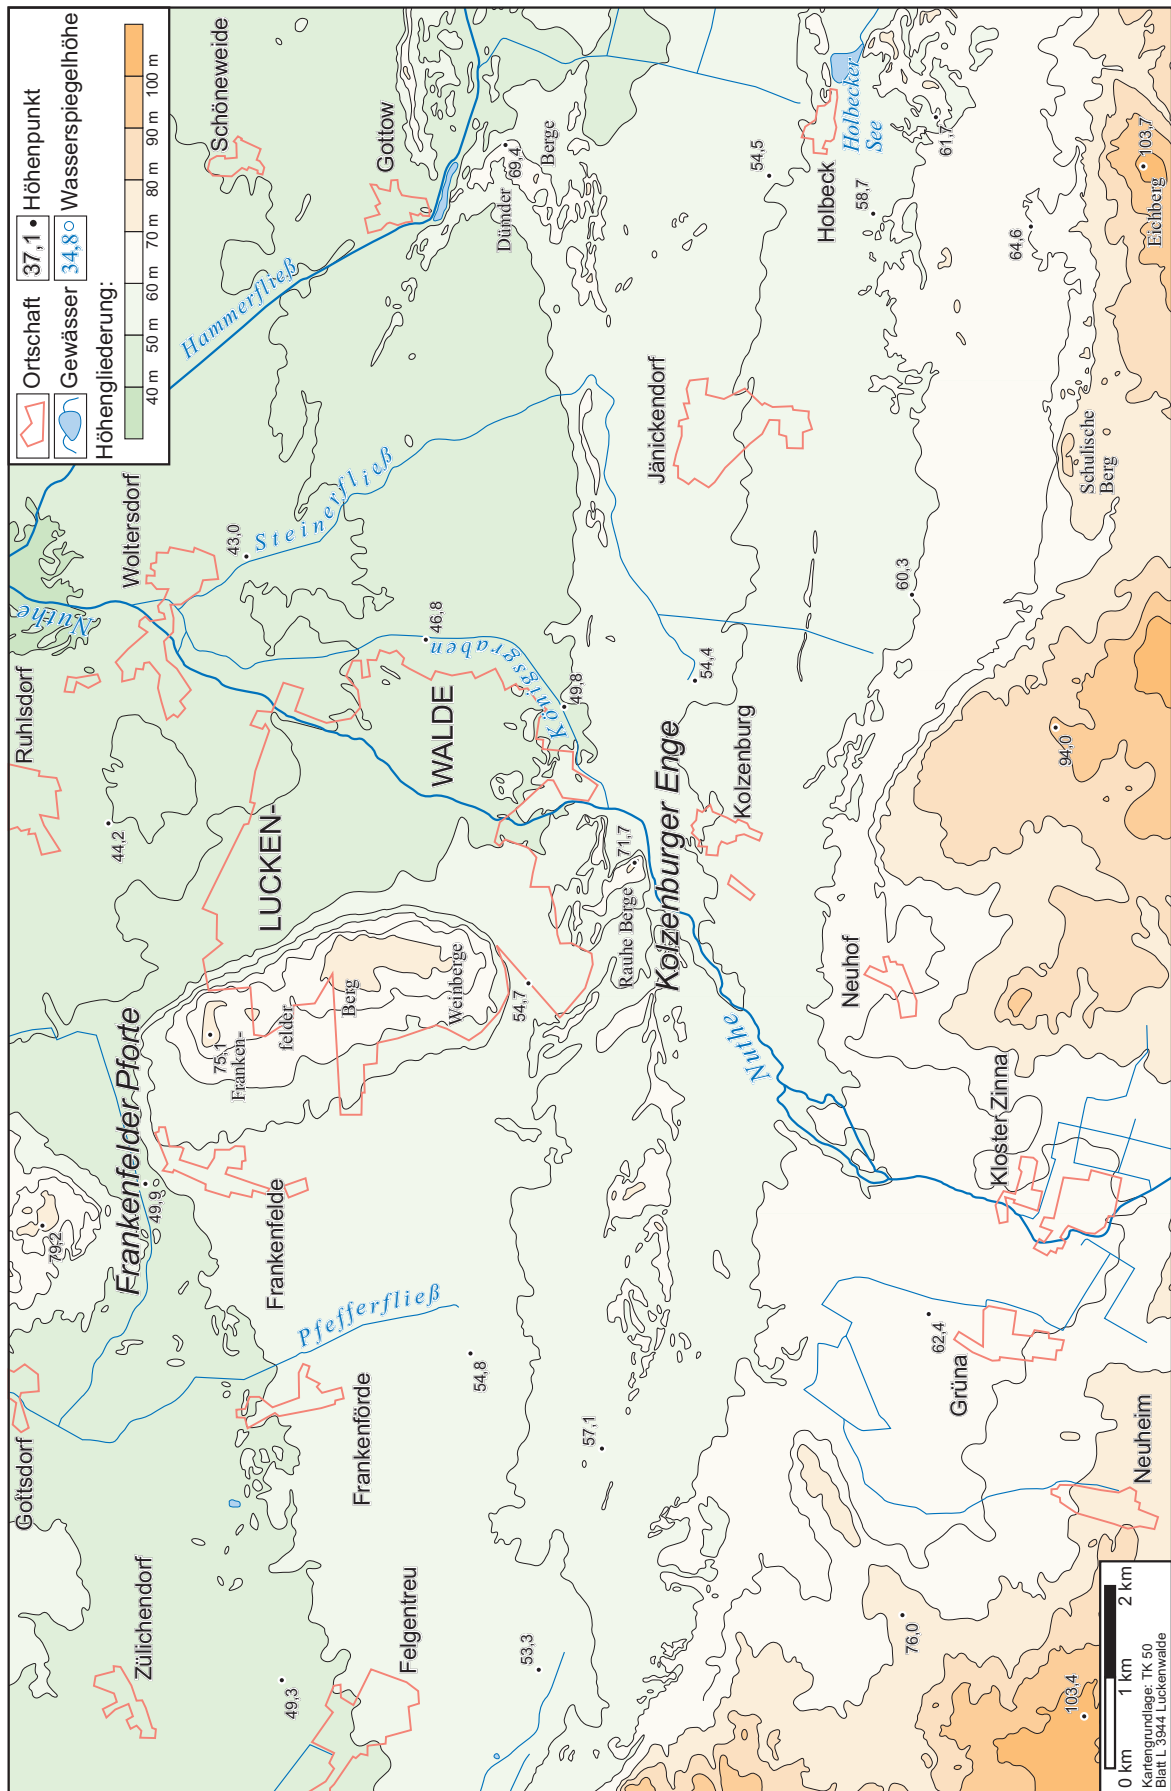 Ortschaft
37,1 Höhenpunkt
Gewässer
34,8 Wasserspiegelhöhe
Höhengliederung:
40 m 50 m 60 m 70 m 80 m 90 m 100 m
Gottsdorf
Ruhlsdorf
Nuthe
Woltersdorf
Schöneweide
Zülichendorf
79,2
Frankenfelder Pforte
49,9
44,2
43,0
Hammerfließ
49,3
Frankenförde
Pfefferfließ
Frankenfelde
75,1
Franken-
felder
Berg
Weinberge
LUCKEN-
WALDE
Steinerfließ
Gottow
Felgentreu
54,8
54,7
46,8
Königsgraben
Dümder
Berge
69,4
53,3
57,1
Rauhe Berge
71,7
49,8
Kolzenburger Enge
54,4
Jänickendorf
54,5
Nuthe
Kolzenburg
Holbeck
Holbecker
See
58,7
Neuhof
76,0
62,4
60,3
61,7
Grüna
Kloster Zinna
64,6
94,0
Schulische
Berg
103,4
Neuheim
Eichberg
103,7
0 km 1 km 2 km
Kartengrundlage: TK 50
Blatt L 3944 Luckenwalde